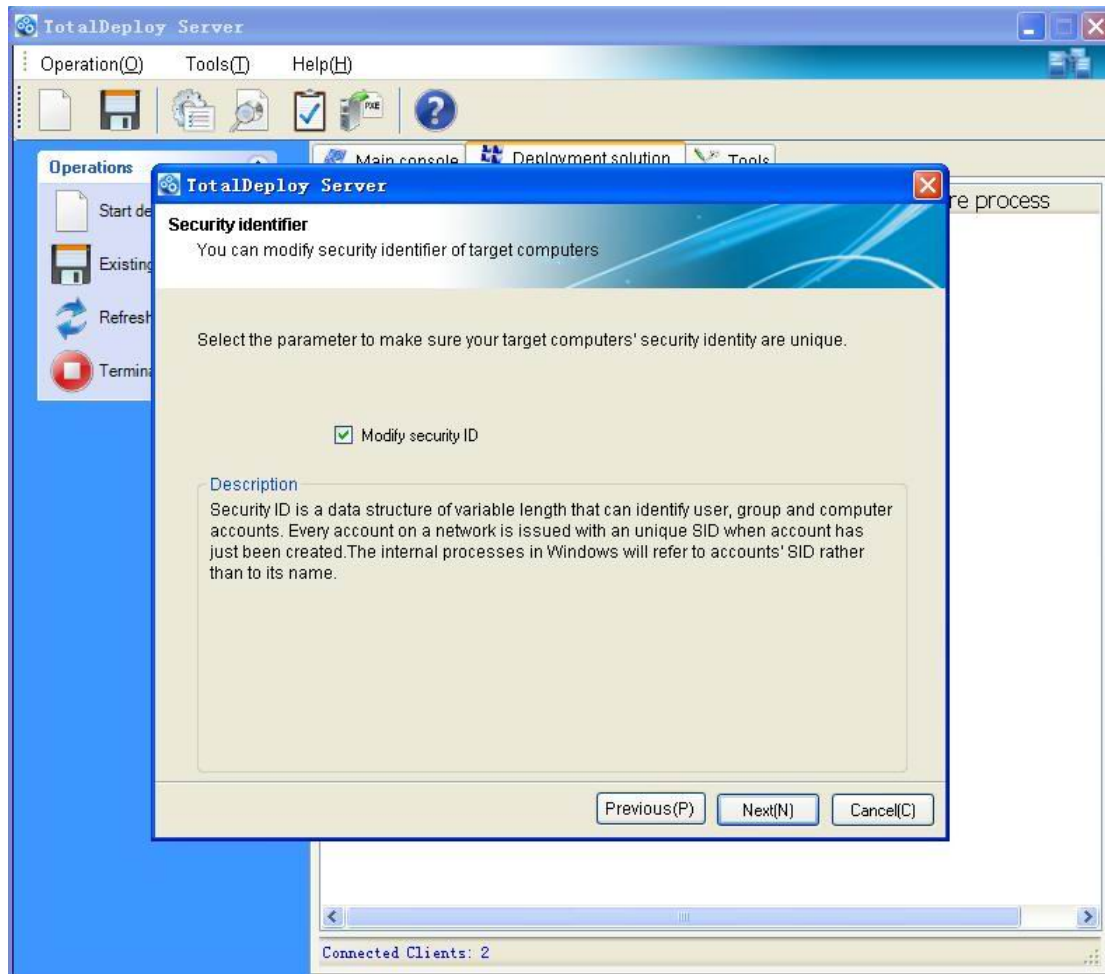 TotalDeploy Server
Operation(O) Tools(T) Help(H)
PXE
Operations
Main console Deployment solution Tools
Start de
re process
Existing
Refresh
Termina
TotalDeploy Server
Security identifier
You can modify security identifier of target computers
Select the parameter to make sure your target computers' security identity are unique.
Modify security ID
Description
Security ID is a data structure of variable length that can identify user, group and computer
accounts. Every account on a network is issued with an unique SID when account has
just been created.The internal processes in Windows will refer to accounts' SID rather
than to its name.
Previous(P) Next(N) Cancel(C)
Connected Clients: 2